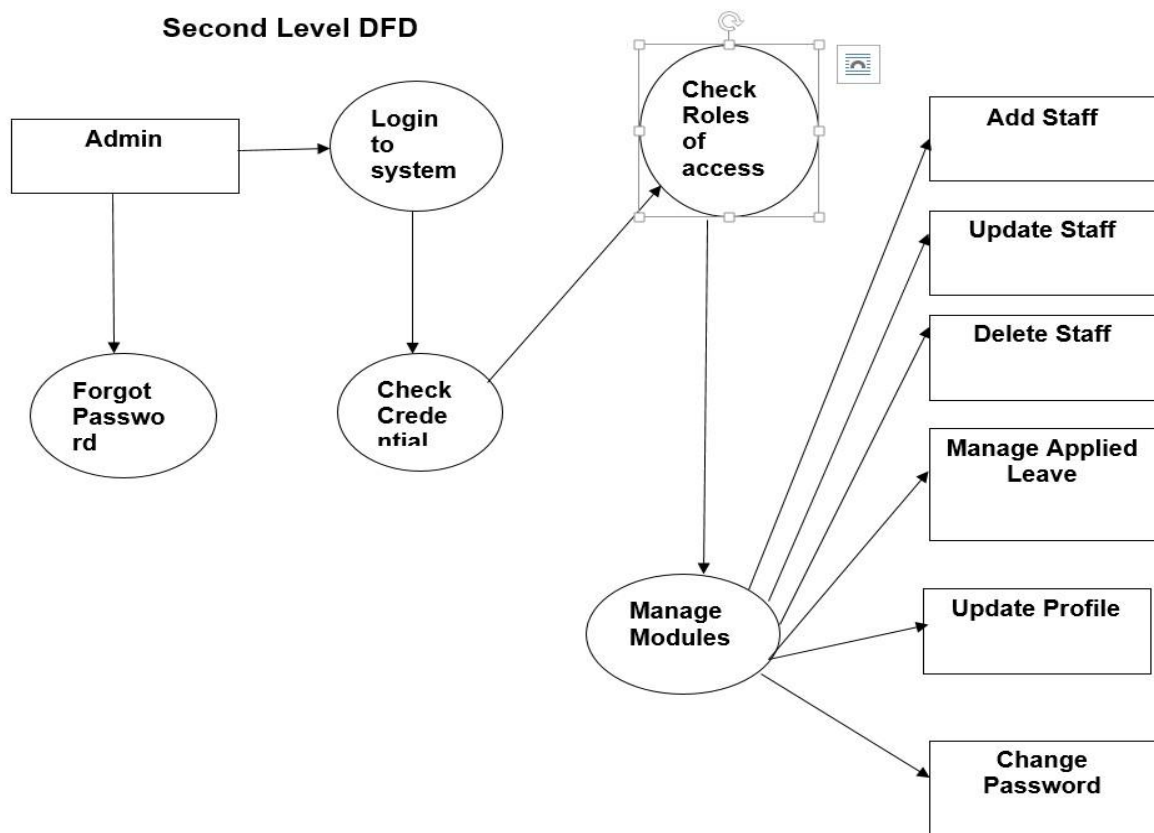 Second Level DFD
Admin
Login
to
system
Check
Roles
of
access
Add Staff
Update Staff
Delete Staff
Forgot
Passwo
rd
Check
Crede
ntial
Manage Applied
Leave
Manage
Modules
Update Profile
Change
Password